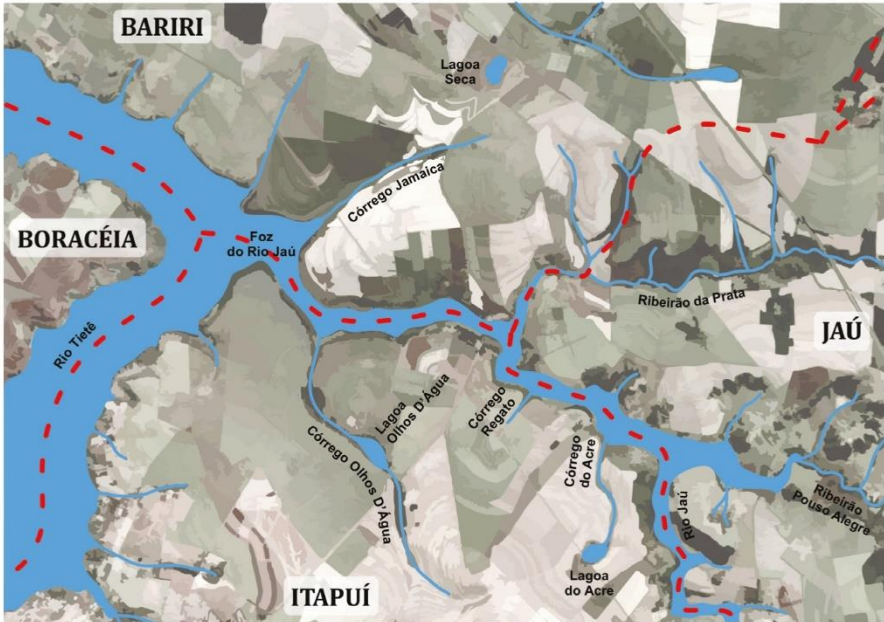 BARIRI
Lagoa
Seca
Córrego Jamaica
BORACÉIA
Foz
do Rio Jaú
Ribeirão da Prata
Rio Tietê
JAÚ
Lagoa
Olhos D'Água
Córrego
Regato
Córrego Olhos D'Água
Córrego
do Acre
Rio Jaú
Ribeirão
Pouso Alegre
Lagoa
do Acre
ITAPUÍ